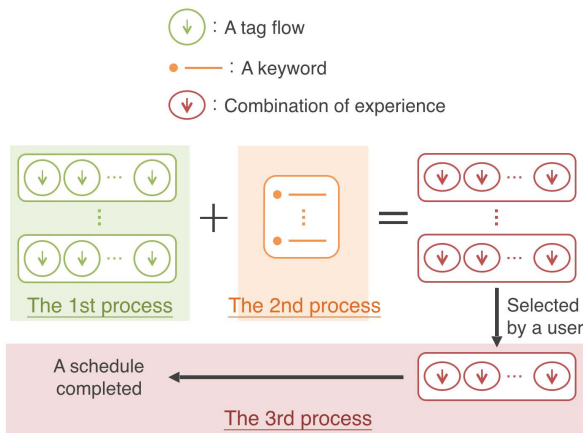 : A tag flow
: A keyword
: Combination of experience
The 1st process
+
The 2nd process
=
Selected
by a user
A schedule
completed
The 3rd process